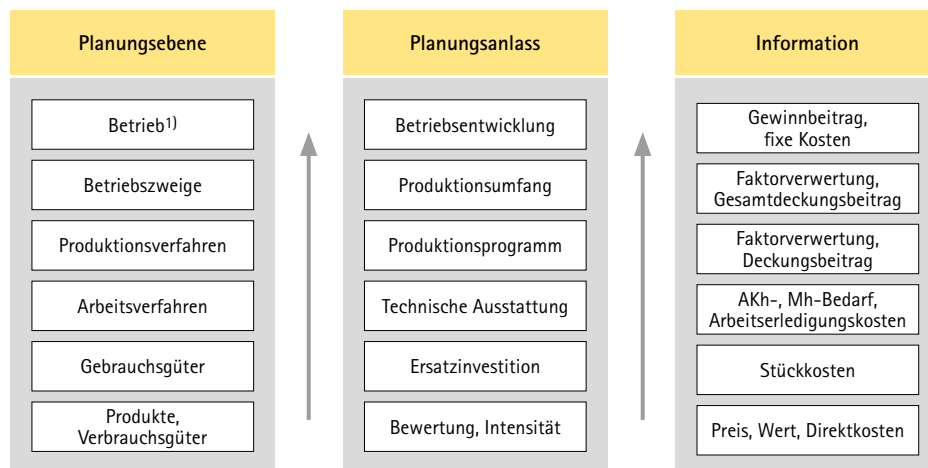 Planungsebene
Betrieb1)
Betriebszweige
Produktionsverfahren
Arbeitsverfahren
Gebrauchsgüter
Produkte,
Verbrauchsgüter
Planungsanlass
Betriebsentwicklung
Produktionsumfang
Produktionsprogramm
Technische Ausstattung
Ersatzinvestition
Bewertung, Intensität
Information
Gewinnbeitrag,
fixe Kosten
Faktorverwertung,
Gesamtdeckungsbeitrag
Faktorverwertung,
Deckungsbeitrag
AKh-, Mh-Bedarf,
Arbeitserledigungskosten
Stückkosten
Preis, Wert, Direktkosten